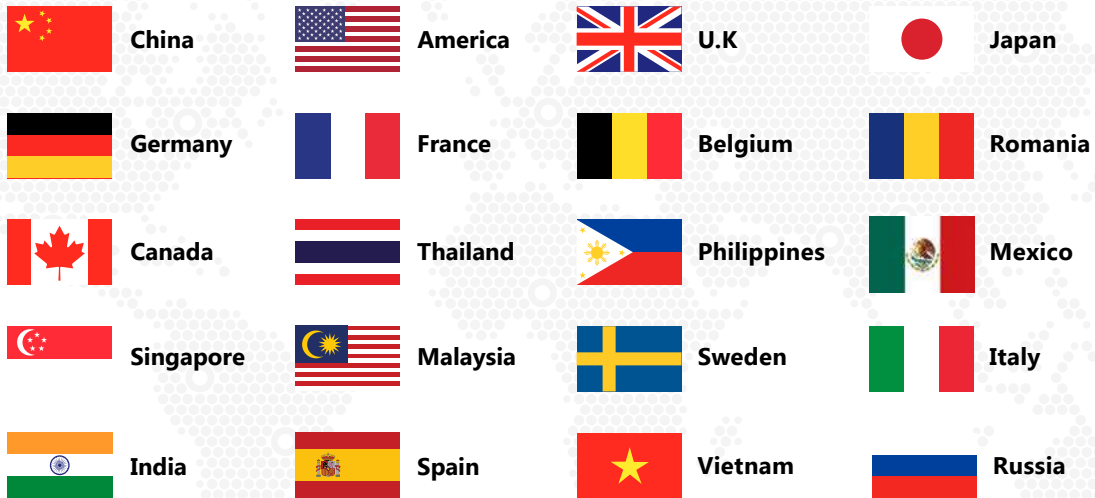 China
America
U.K
Japan
Germany
France
Belgium
Romania
Canada
Thailand
Philippines
Mexico
Singapore
Malaysia
Sweden
Italy
India
Spain
Vietnam
Russia